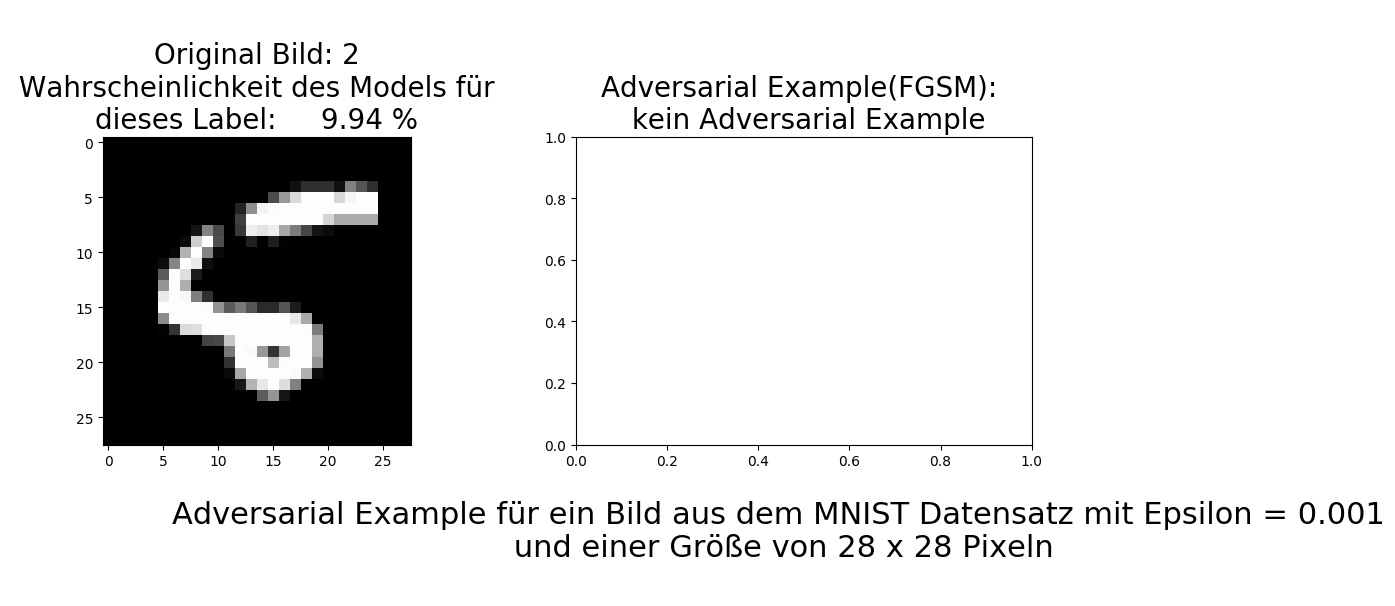 Original Bild: 2
Wahrscheinlichkeit des Models für
dieses Label: 9.94 %
Adversarial Example(FGSM):
kein Adversarial Example
0
5
10
15
20
25
0 5 10 15 20 25
1.0
0.8
0.6
0.4
0.2
0.0
0.0 0.2 0.4 0.6 0.8 1.0
Adversarial Example für ein Bild aus dem MNIST Datensatz mit Epsilon = 0.001
und einer Größe von 28 x 28 Pixeln